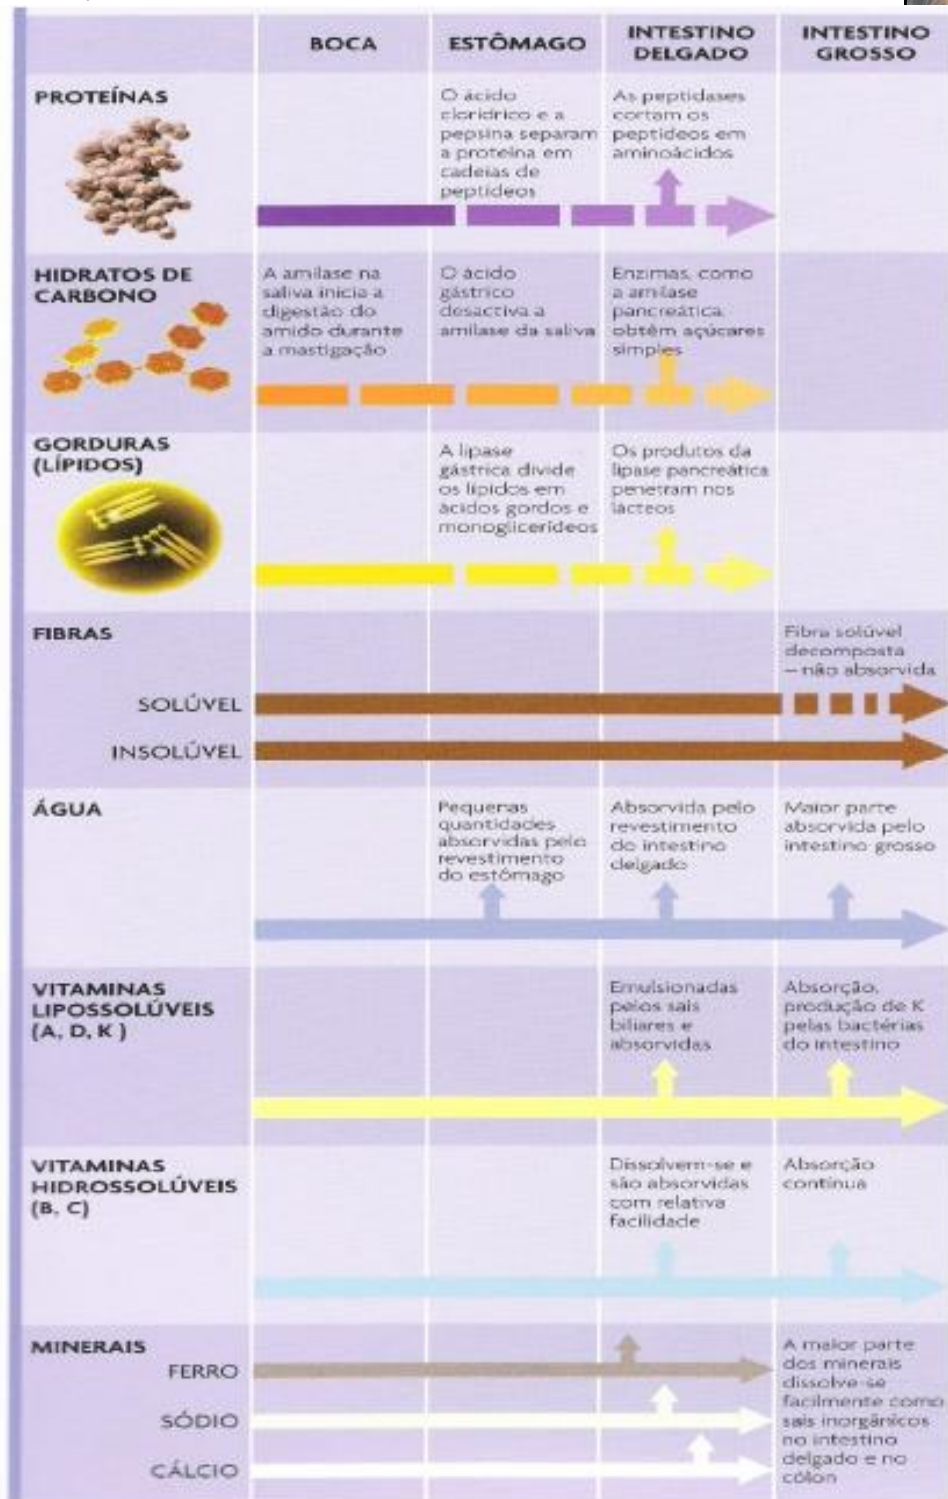 BOCA
ESTÔMAGO
INTESTINO
DELGADO
INTESTINO
GROSSO
PROTEÍNAS
O ácido
clorídrico e a
pepsina separam
a proteína em
cadeias de
peptídeos
As peptidases
cortam os
peptídeos em
aminoácidos
HIDRATOS DE
CARBONO
A amilase na
saliva inicia a
digestão do
amido durante
a mastigação
O ácido
gástrico
desactiva a
amilase da saliva
Enzimas, como
a amilase
pancreática,
obtêm açúcares
simples
GORDURAS
(LÍPIDOS)
A lipase
gástrica divide
os lípidos em
ácidos gordos e
monoglicerídeos
Os produtos da
lipase pancreática
penetram nos
lácteos
FIBRAS
Fibra solúvel
decomposta
– não absorvida
SOLÚVEL
INSOLÚVEL
ÁGUA
Pequenas
quantidades
absorvidas pelo
revestimento
do estômago
Absorvida pelo
revestimento
do intestino
delgado
Maior parte
absorvida pelo
intestino grosso
VITAMINAS
LIPOSSOLÚVEIS
(A, D, K )
Emulsionadas
pelos sais
biliares e
absorvidas
Absorção,
produção de K
pelas bactérias
do intestino
VITAMINAS
HIDROSSOLÚVEIS
(B, C)
Dissolvem-se e
são absorvidas
com relativa
facilidade
Absorção
contínua
MINERAIS
FERRO
SÓDIO
CÁLCIO
A maior parte
dos minerais
dissolve-se
facilmente como
sais inorgânicos
no intestino
delgado e no
cólon